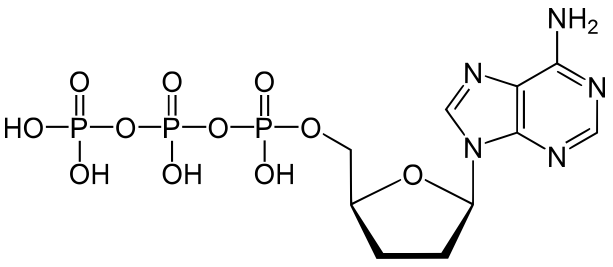 NH2
O O O N N
HO P O P O P O
OH OH OH O N N